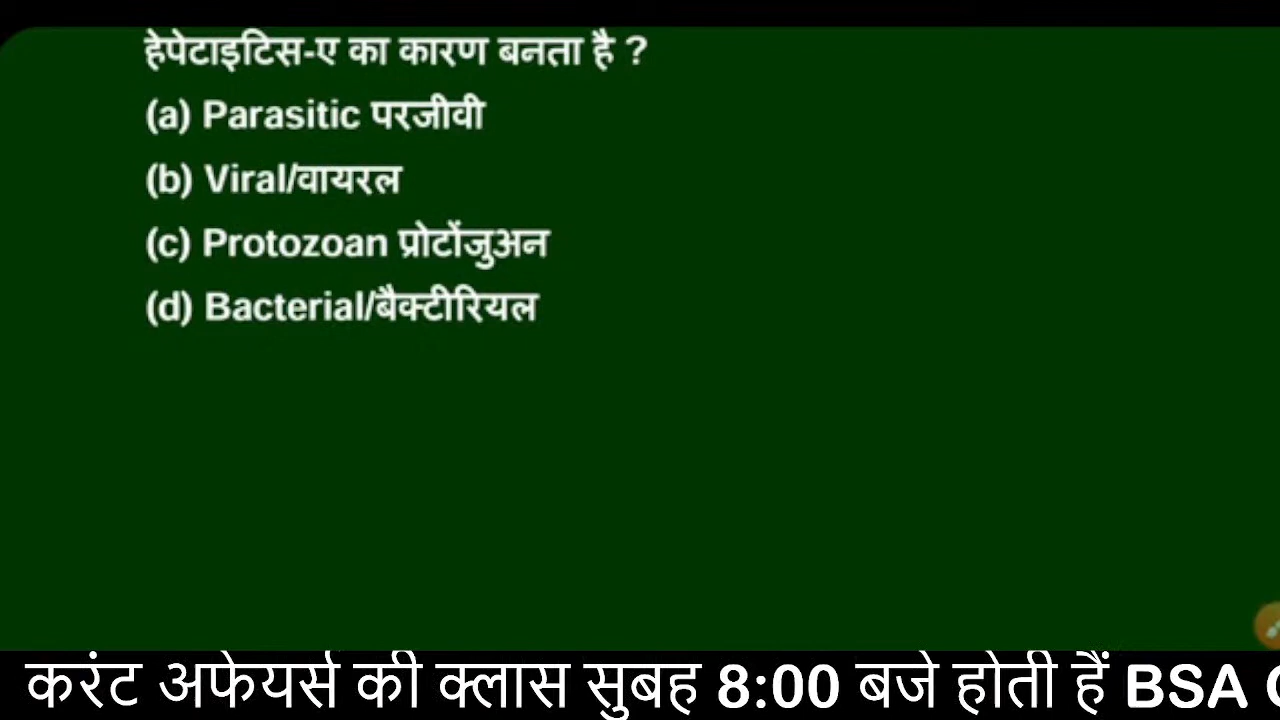 हेपेटाइटिस-ए का कारण बनता है ?
(a) Parasitic परजीवी
(b) Viral/वायरल
(c) Protozoan प्रोटोंजुअन
(d) Bacterial/बैक्टीरियल
करंट अफेयर्स की क्लास सुबह 8:00 बजे होती हैं BSA